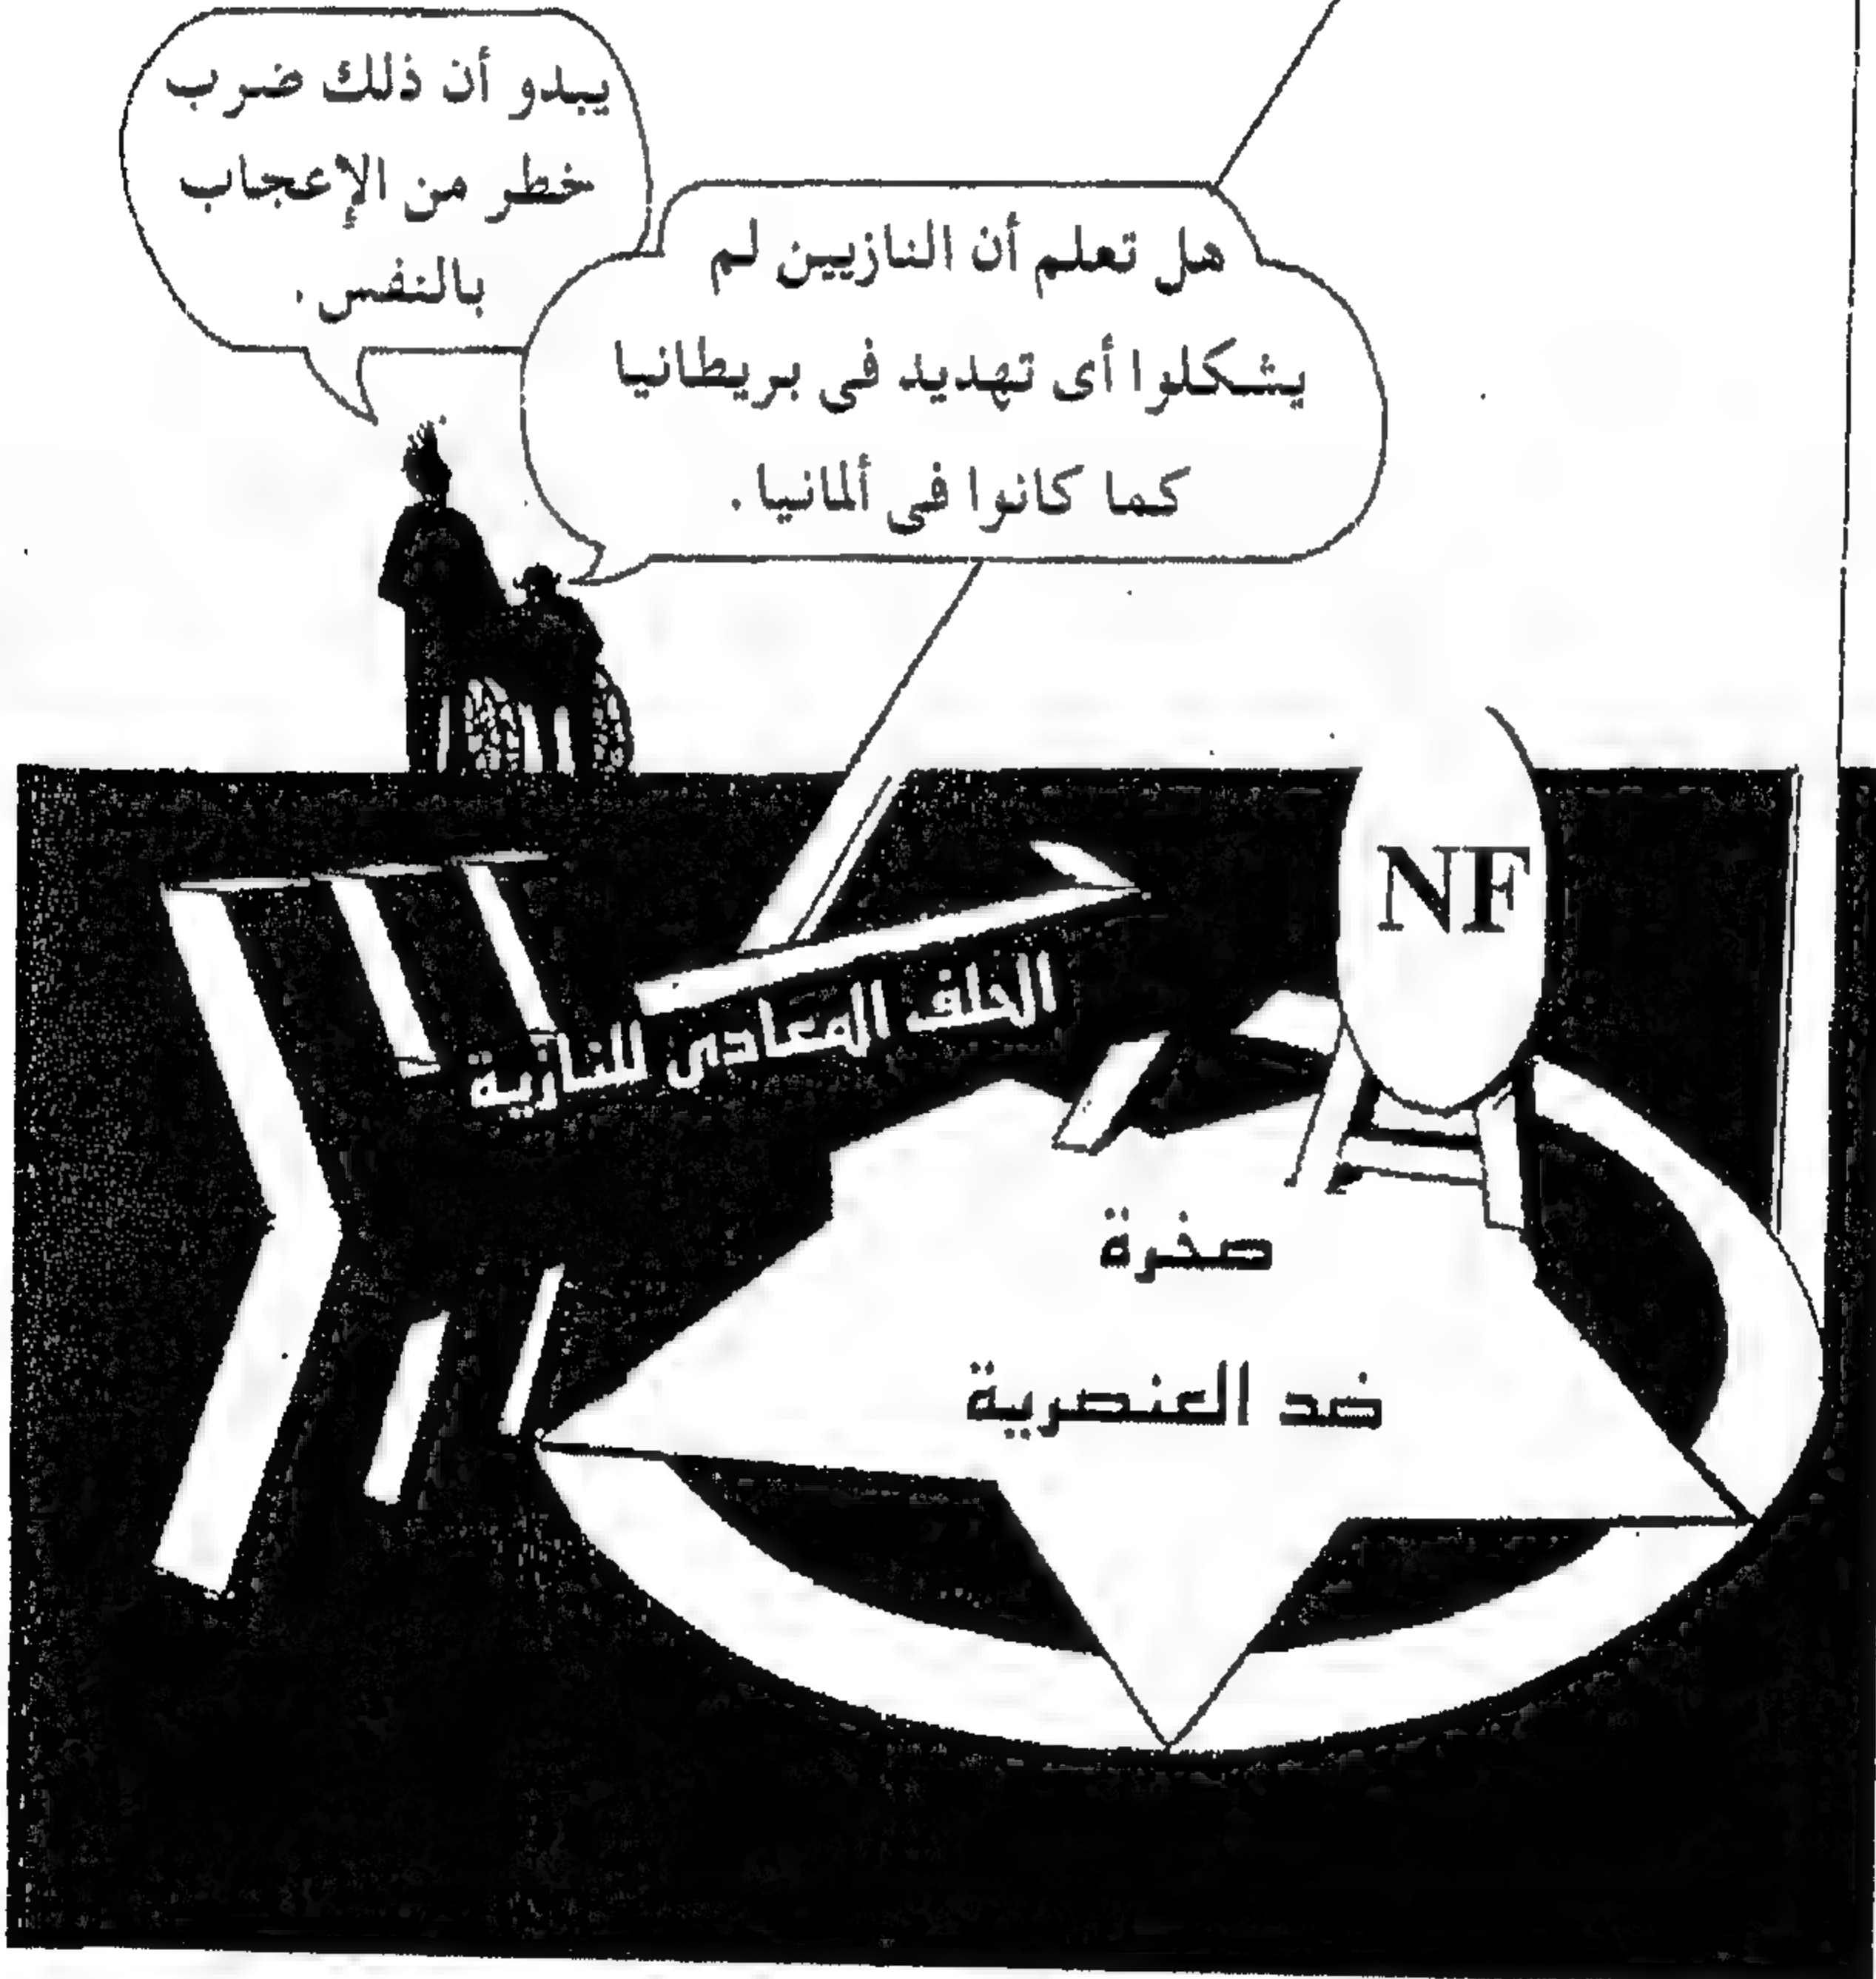 يبدو أن ذلك ضرب
خطر من الإعجاب
بالنفس .
هل تعلم أن النازيين لم
يشكلوا أى تهديد فى بريطانيا
كما كانوا فى ألمانيا .
NF
الحلف المعادى للنازية
صخرة
ضد العنصرية